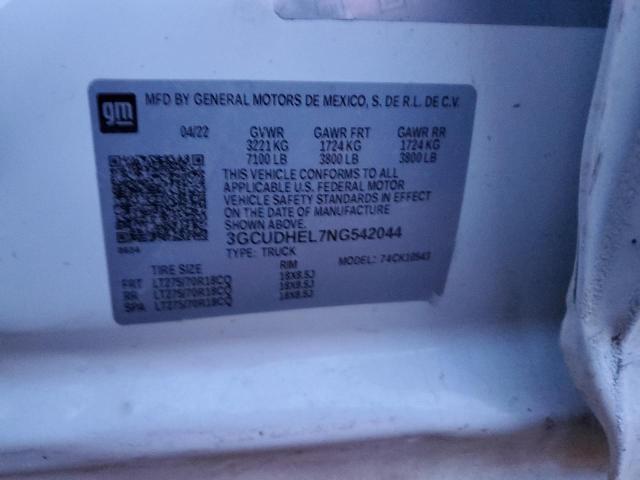 gm
MFD BY GENERAL MOTORS DE MEXICO, S. DE R.L. DE C.V.
04/22 GVWR GAWR FRT GAWR RR
3221 KG 1724 KG 1724 KG
7100 LB 3800 LB 3800 LB
THIS VEHICLE CONFORMS TO ALL
APPLICABLE U.S. FEDERAL MOTOR
VEHICLE SAFETY STANDARDS IN EFFECT
ON THE DATE OF MANUFACTURE
SHOWN ABOVE.
3GCUDHEL7NG542044
TYPE: TRUCK MODEL: 74CK10543
TIRE SIZE RIM
FRT LT275/70R18CQ 18X8.5J
RR LT275/70R18CQ 18X8.5J
SPA LT275/70R18CQ 18X8.5J